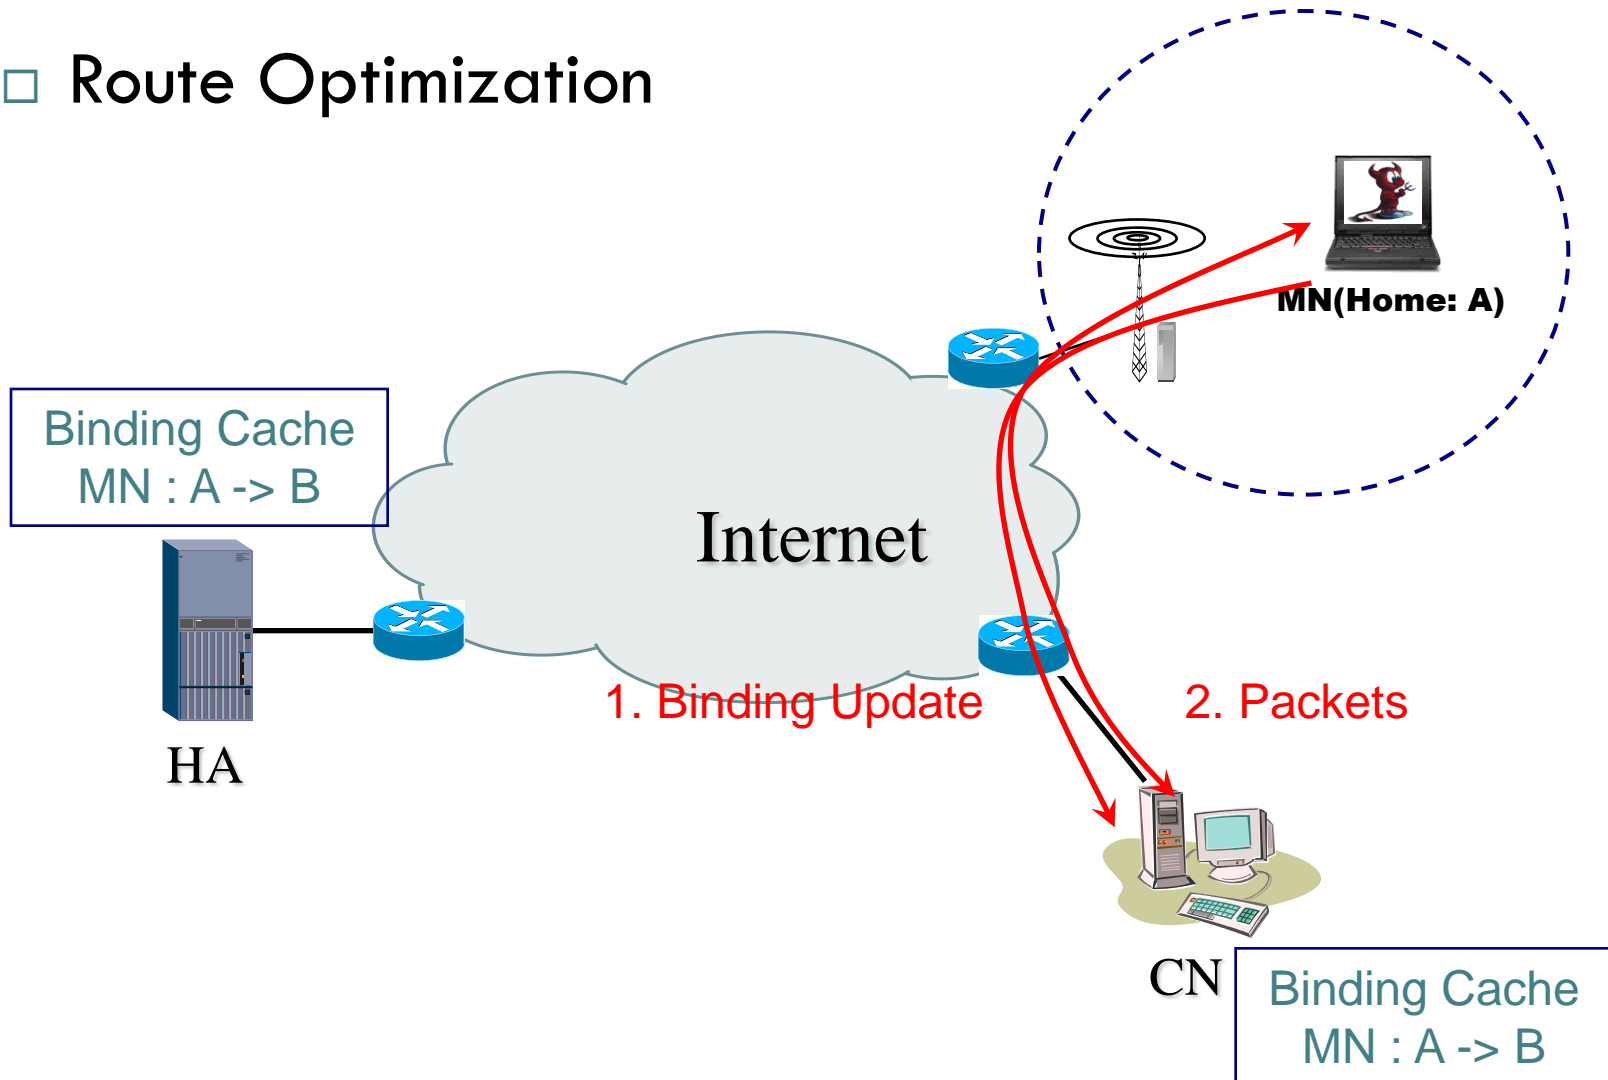 Route Optimization
MN(Home: A)
Binding Cache
MN : A -> B
Internet
1. Binding Update
2. Packets
HA
CN
Binding Cache
MN : A -> B